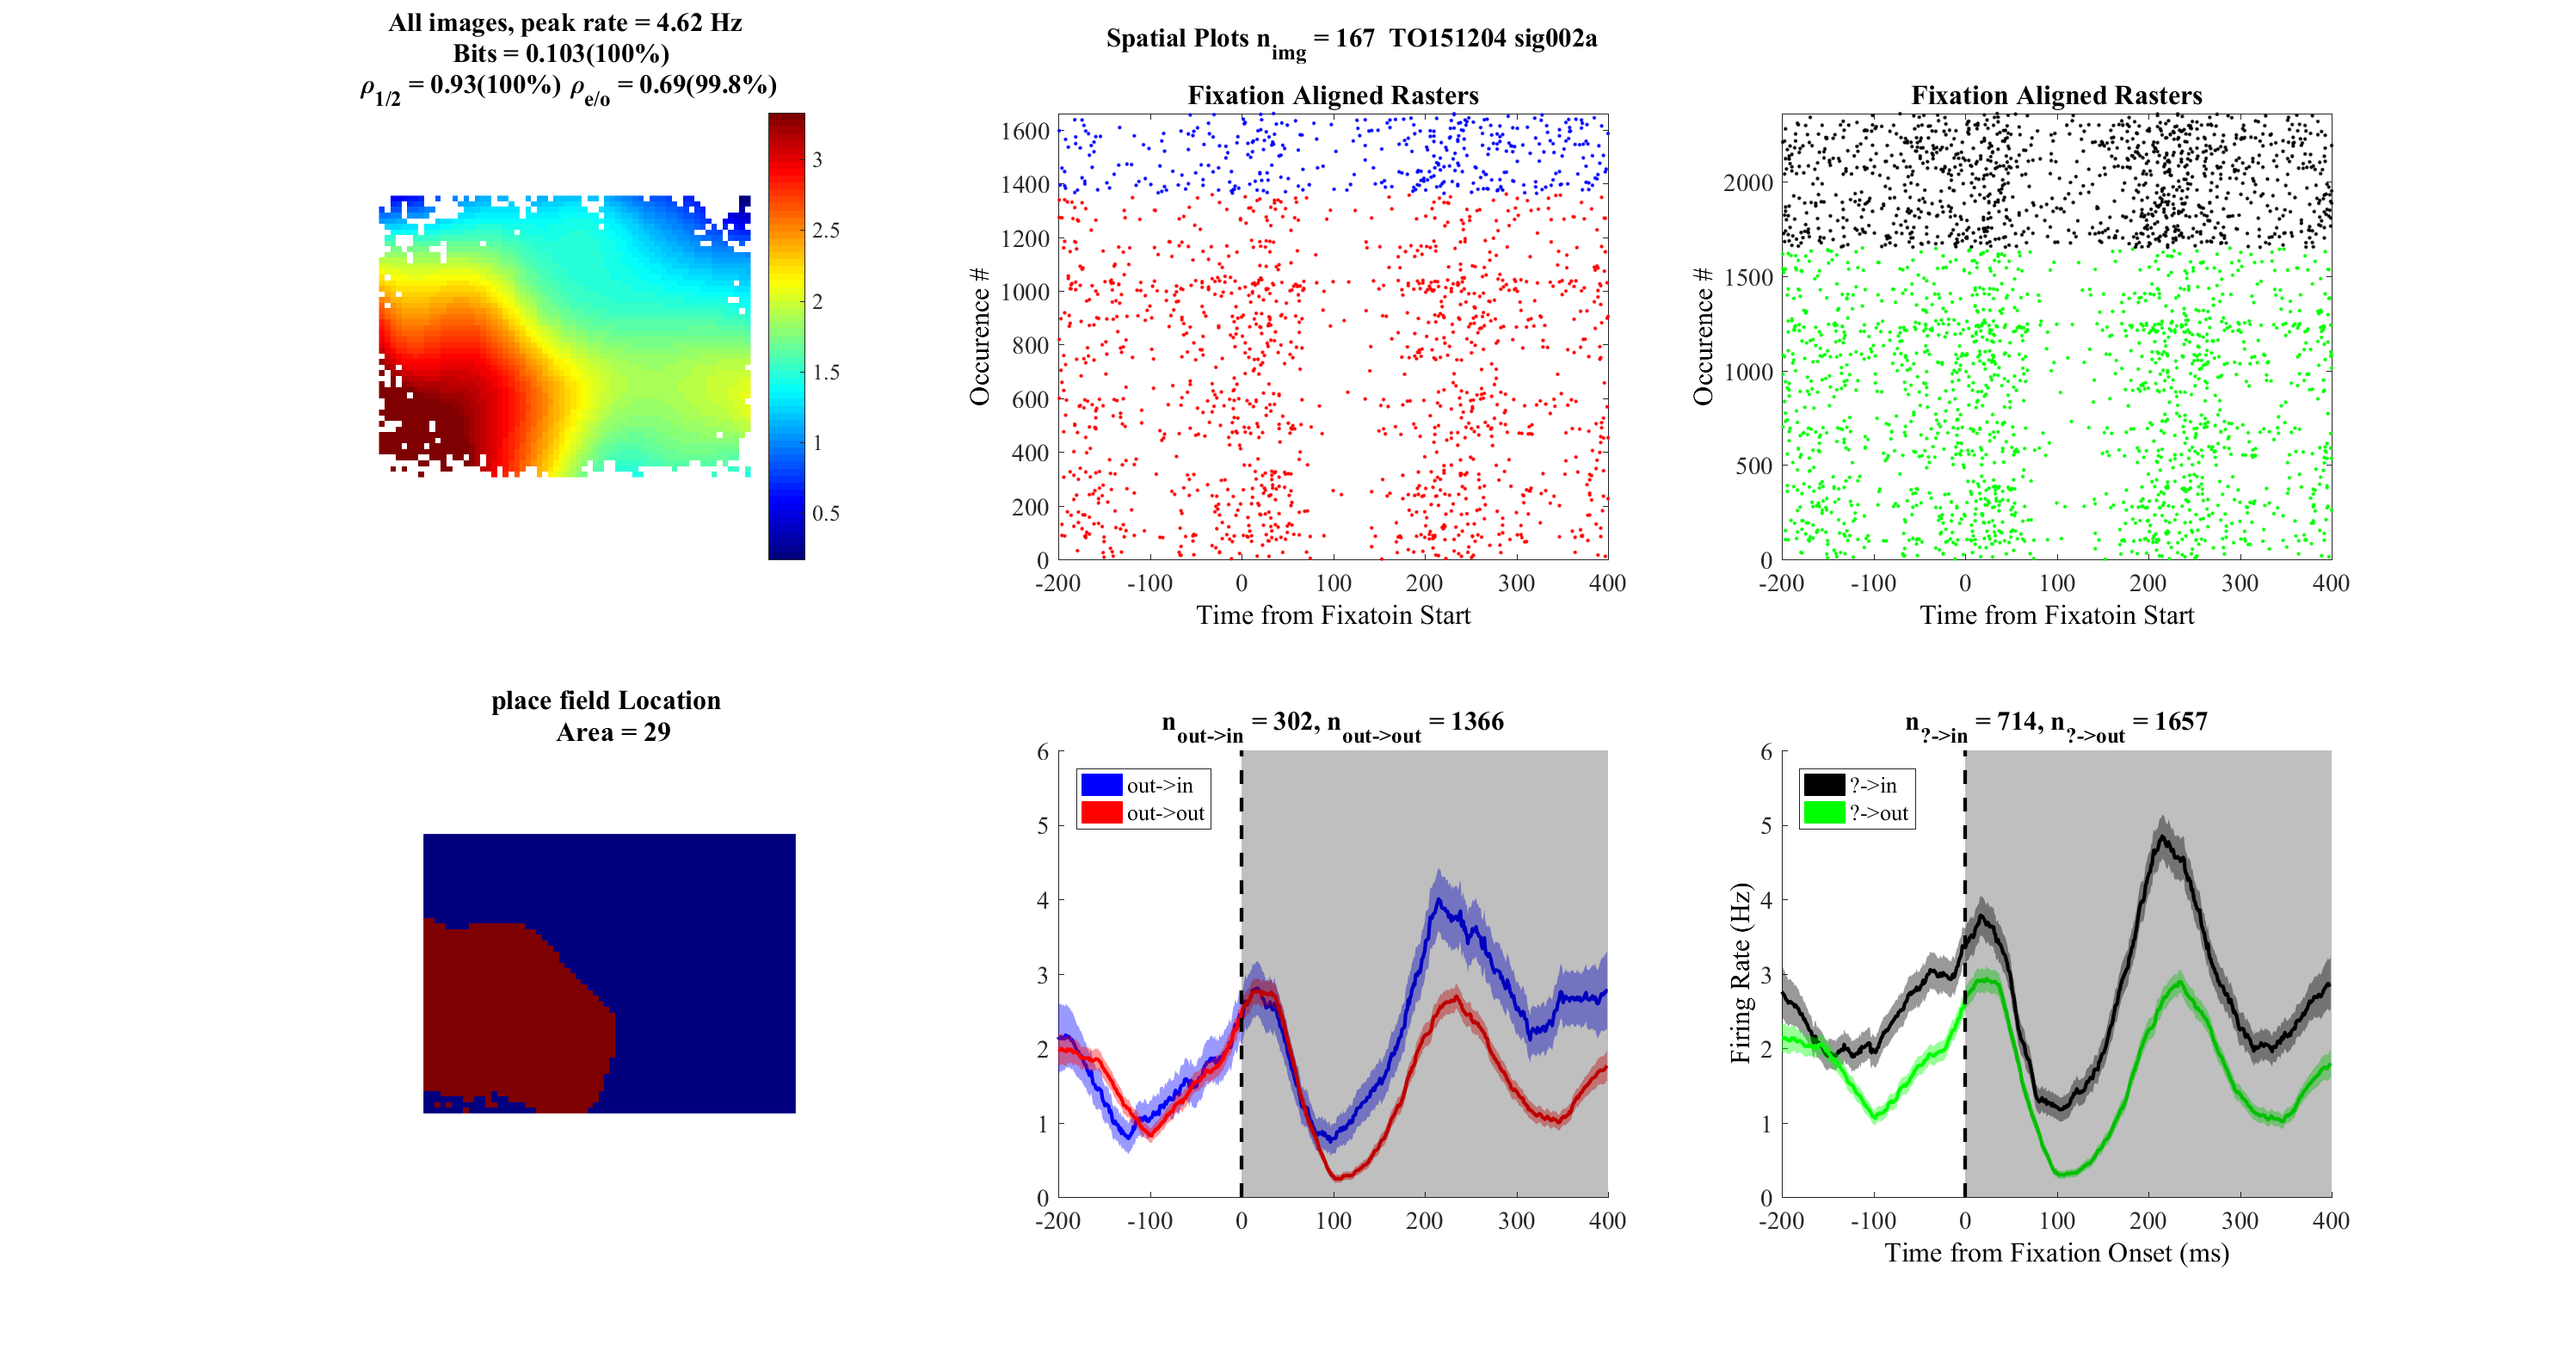 All images, peak rate = 4.62 Hz
Bits = 0.103(100%)
ρ1/2 = 0.93(100%) ρe/o = 0.69(99.8%)
3
2.5
2
1.5
1
0.5
Spatial Plots nimg = 167 TO151204 sig002a
Fixation Aligned Rasters
Occurence #
1600
1400
1200
1000
800
600
400
200
0
-200 -100 0 100 200 300 400
Time from Fixatoin Start
Fixation Aligned Rasters
Occurence #
2000
1500
1000
500
0
-200 -100 0 100 200 300 400
Time from Fixatoin Start
place field Location
Area = 29
nout->in = 302, nout->out = 1366
6
5
4
3
2
1
0
out->in
out->out
-200 -100 0 100 200 300 400
n?->in = 714, n?->out = 1657
Firing Rate (Hz)
6
5
4
3
2
1
0
?->in
?->out
-200 -100 0 100 200 300 400
Time from Fixation Onset (ms)